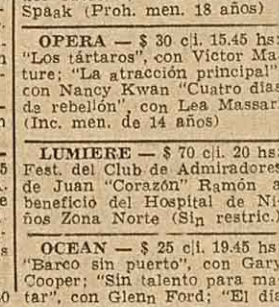 Spaak (Proh. men. 18 años)
OPERA — $ 30 c|i. 15.45 hs:
"Los tártaros", con Victor Ma-
ture; "La atracción principal"
con Nancy Kwan "Cuatro días
de rebelión", con Lea Massar
(Inc. men. de 14 años)
LUMIERE — $ 70 c|i. 20 hs:
Fest. del Club de Admiradores
de Juan "Corazón" Ramón a
beneficio del Hospital de Ni-
ños Zona Norte (Sin restric.)
OCEAN — $ 25 c|i. 19.45 hs
"Barco sin puerto", con Gary
Cooper; "Sin talento para ma
tar", con Glenn Ford; "El